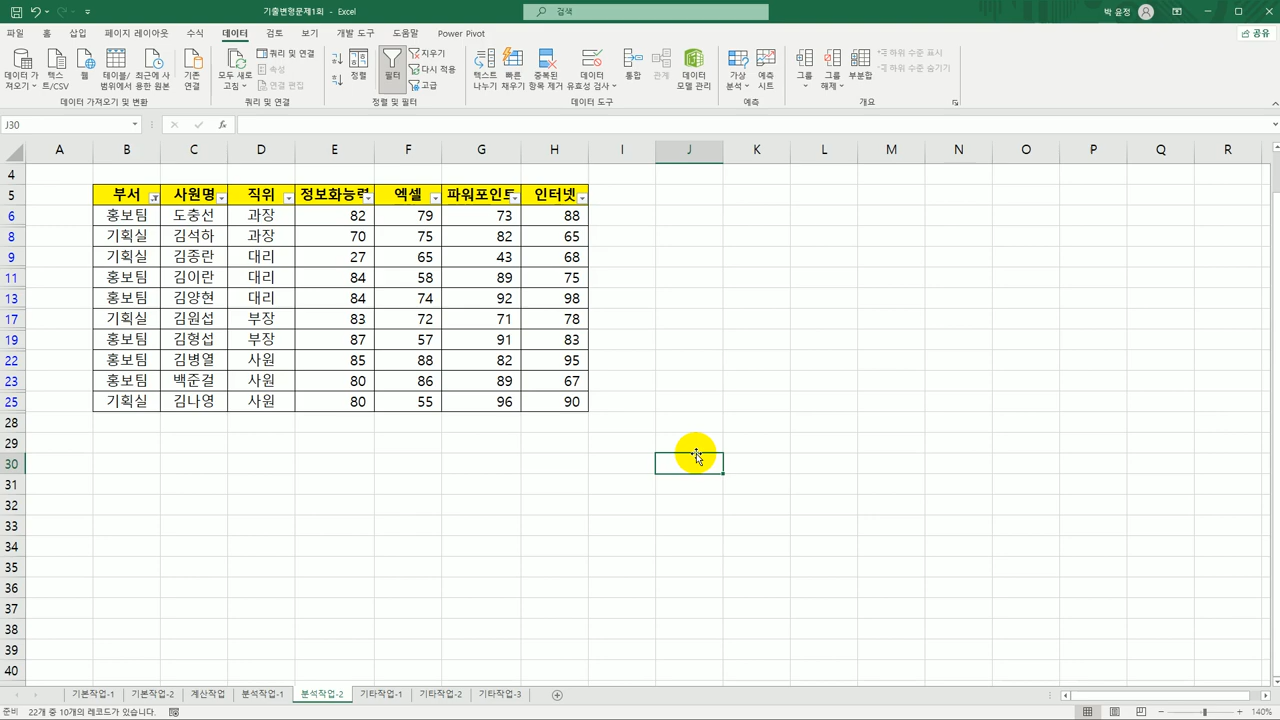 기출변형문제1회 - Excel
검색
박 윤정
파일 홈 삽입 페이지 레이아웃 수식 데이터 검토 보기 개발 도구 도움말 Power Pivot
공유
데이터 가져오기
텍스트/CSV
웹
테이블/범위에서
최근에 사용한 원본
기존 연결
모두 새로 고침
쿼리 및 연결
속성
연결 편집
정렬
필터
지우기
다시 적용
고급
텍스트 나누기
빠른 채우기
중복된 항목 제거
데이터 유효성 검사
통합
관계
데이터 모델 관리
가상 분석
예측 시트
그룹
그룹 해제
부분합
하위 수준 표시
하위 수준 숨기기
데이터 가져오기 및 변환 쿼리 및 연결 정렬 및 필터 데이터 도구 예측 개요
J30 fx
A B C D E F G H I J K L M N O P Q R
4
5 부서 사원명 직위 정보화능력 엑셀 파워포인트 인터넷
6 홍보팀 도충선 과장 82 79 73 88
8 기획실 김석하 과장 70 75 82 65
9 기획실 김종란 대리 27 65 43 68
11 홍보팀 김이란 대리 84 58 89 75
13 홍보팀 김양현 대리 84 74 92 98
17 기획실 김원섭 부장 83 72 71 78
19 홍보팀 김형섭 부장 87 57 91 83
22 홍보팀 김병열 사원 85 88 82 95
23 홍보팀 백준걸 사원 80 86 89 67
25 기획실 김나영 사원 80 55 96 90
28
29
30
31
32
33
34
35
36
37
38
39
40
기본작업-1 기본작업-2 계산작업 분석작업-1 분석작업-2 기타작업-1 기타작업-2 기타작업-3
준비 22개 중 10개의 레코드가 있습니다. 140%